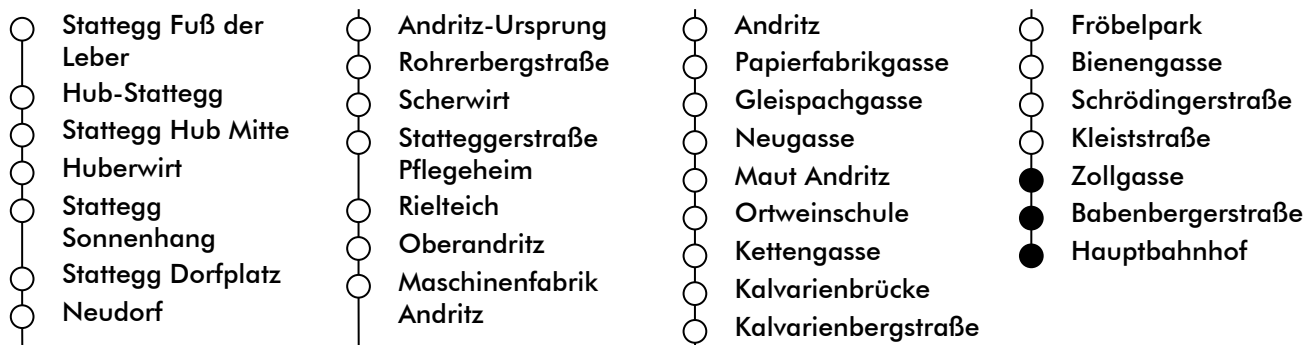 Stattegg Fuß der
Leber
Hub-Stattegg
Stattegg Hub Mitte
Huberwirt
Stattegg
Sonnenhang
Stattegg Dorfplatz
Neudorf
Andritz-Ursprung
Rohrerbergstraße
Scherwirt
Statteggerstraße
Pflegeheim
Rielteich
Oberandritz
Maschinenfabrik
Andritz
Andritz
Papierfabrikgasse
Gleispachgasse
Neugasse
Maut Andritz
Ortweinschule
Kettengasse
Kalvarienbrücke
Kalvarienbergstraße
Fröbelpark
Bienengasse
Schrödingerstraße
Kleiststraße
Zollgasse
Babenbergerstraße
Hauptbahnhof